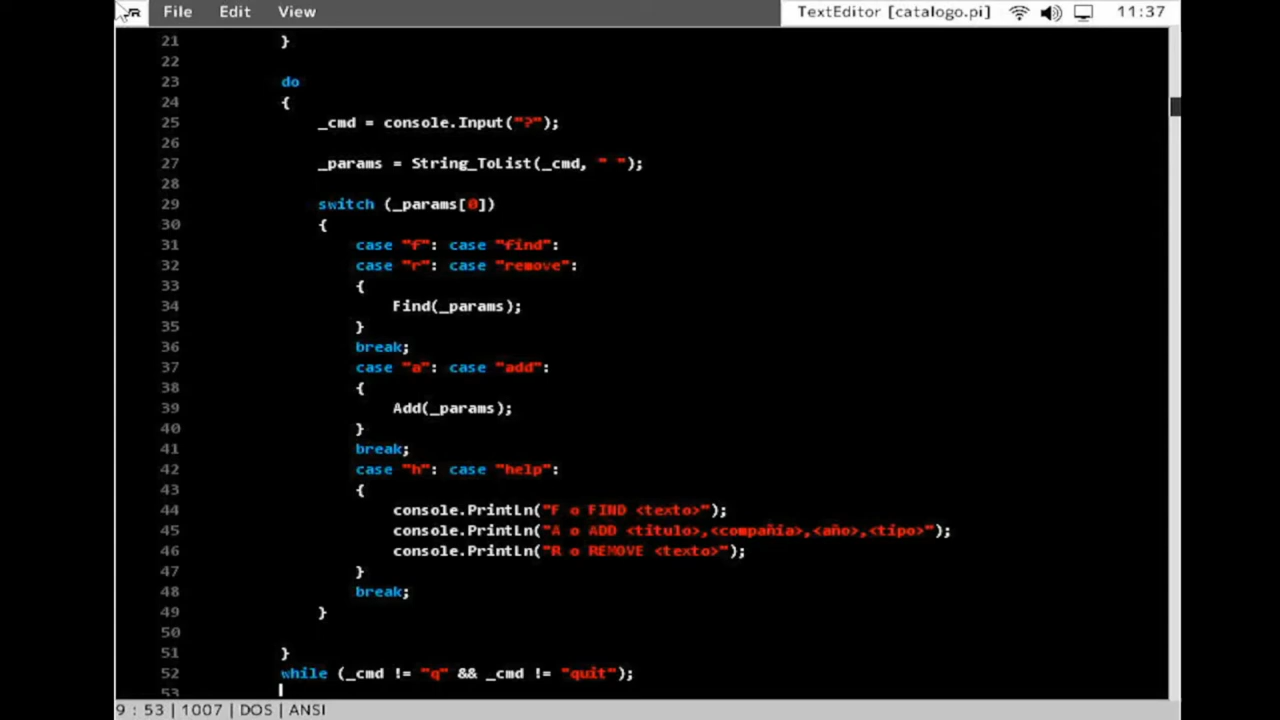 File Edit View TextEditor [catalogo.pi] 11:37
21 }
22
23 do
24 {
25 _cmd = console.Input("?");
26
27 _params = String_ToList(_cmd, " ");
28
29 switch (_params[0])
30 {
31 case "f": case "find":
32 case "r": case "remove":
33 {
34 Find(_params);
35 }
36 break;
37 case "a": case "add":
38 {
39 Add(_params);
40 }
41 break;
42 case "h": case "help":
43 {
44 console.PrintLn("F o FIND <texto>");
45 console.PrintLn("A o ADD <titulo>,<compañia>,<año>,<tipo>");
46 console.PrintLn("R o REMOVE <texto>");
47 }
48 break;
49 }
50
51 }
52 while (_cmd != "q" && _cmd != "quit");
53
9 : 53 | 1007 | DOS | ANSI